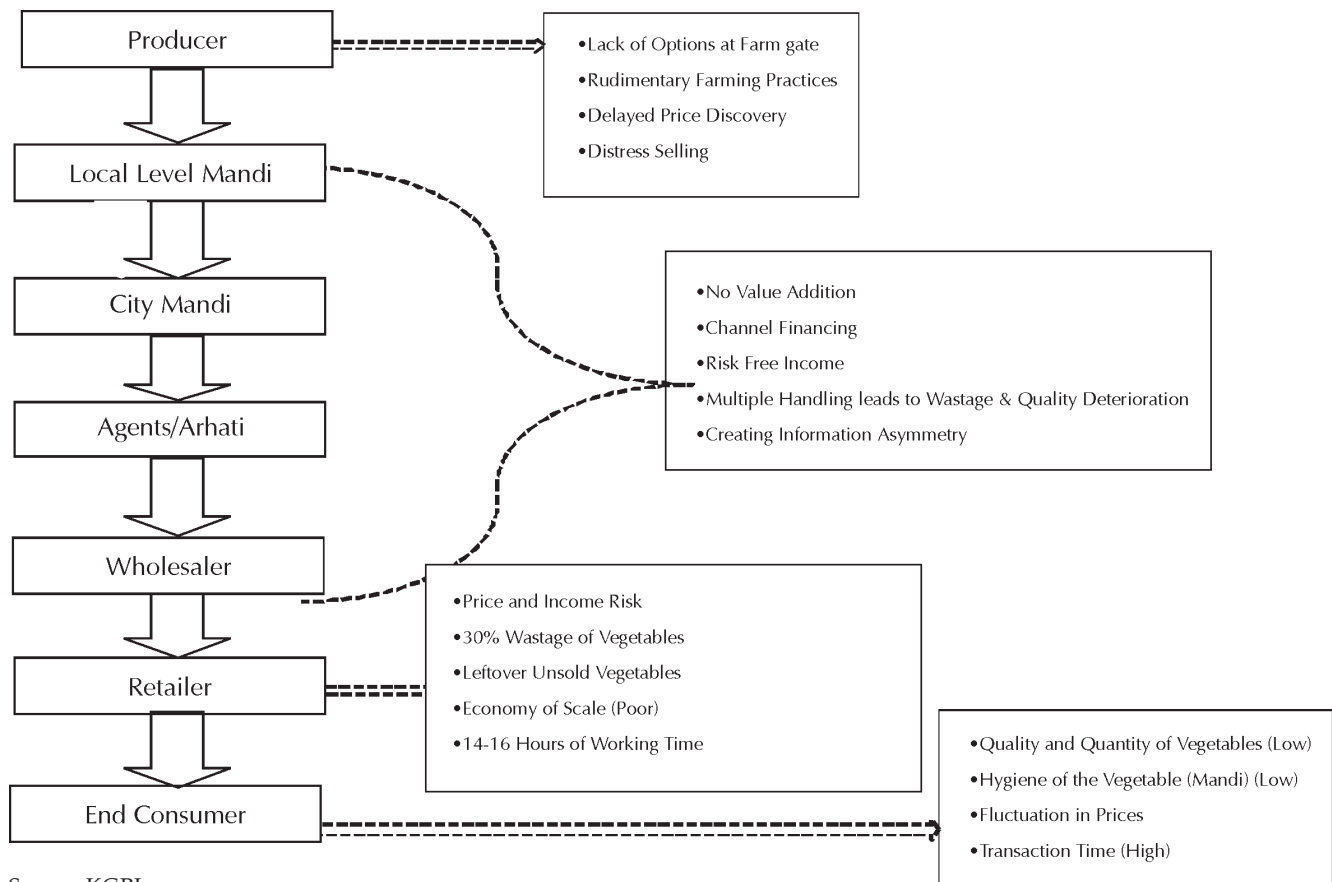 Producer
•Lack of Options at Farm gate
•Rudimentary Farming Practices
•Delayed Price Discovery
•Distress Selling
Local Level Mandi
City Mandi
•No Value Addition
•Channel Financing
•Risk Free Income
•Multiple Handling leads to Wastage & Quality Deterioration
•Creating Information Asymmetry
Agents/Arhati
Wholesaler
•Price and Income Risk
•30% Wastage of Vegetables
•Leftover Unsold Vegetables
•Economy of Scale (Poor)
•14-16 Hours of Working Time
Retailer
End Consumer
•Quality and Quantity of Vegetables (Low)
•Hygiene of the Vegetable (Mandi) (Low)
•Fluctuation in Prices
•Transaction Time (High)